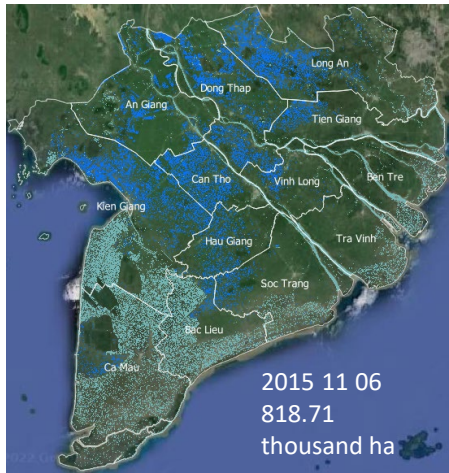 Long An
Dong Thap
An Giang
Tien Giang
Can Tho
Vinh Long
Ben Tre
Kien Giang
Hau Giang
Tra Vinh
Soc Trang
Bac Lieu
Ca Mau
2015 11 06
818.71
thousand ha